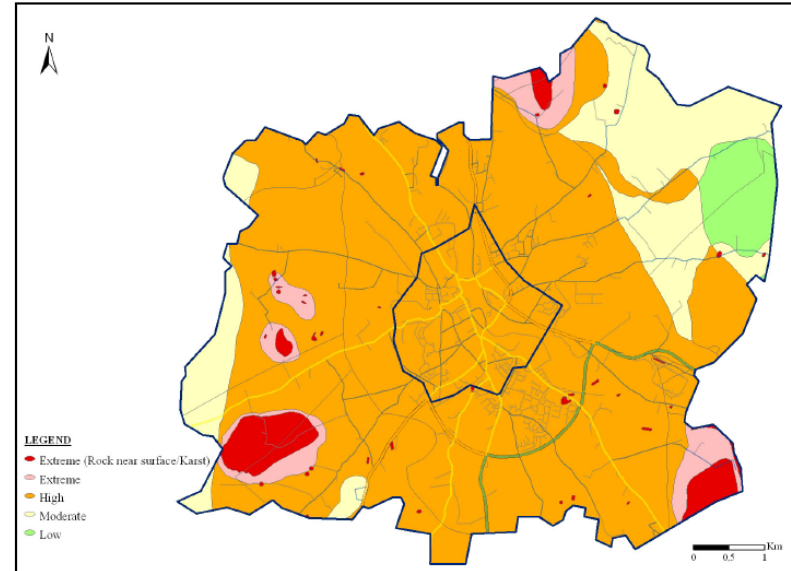 N
LEGEND
Extreme (Rock near surface/Karst)
Extreme
High
Moderate
Low
Km
0 0.5 1